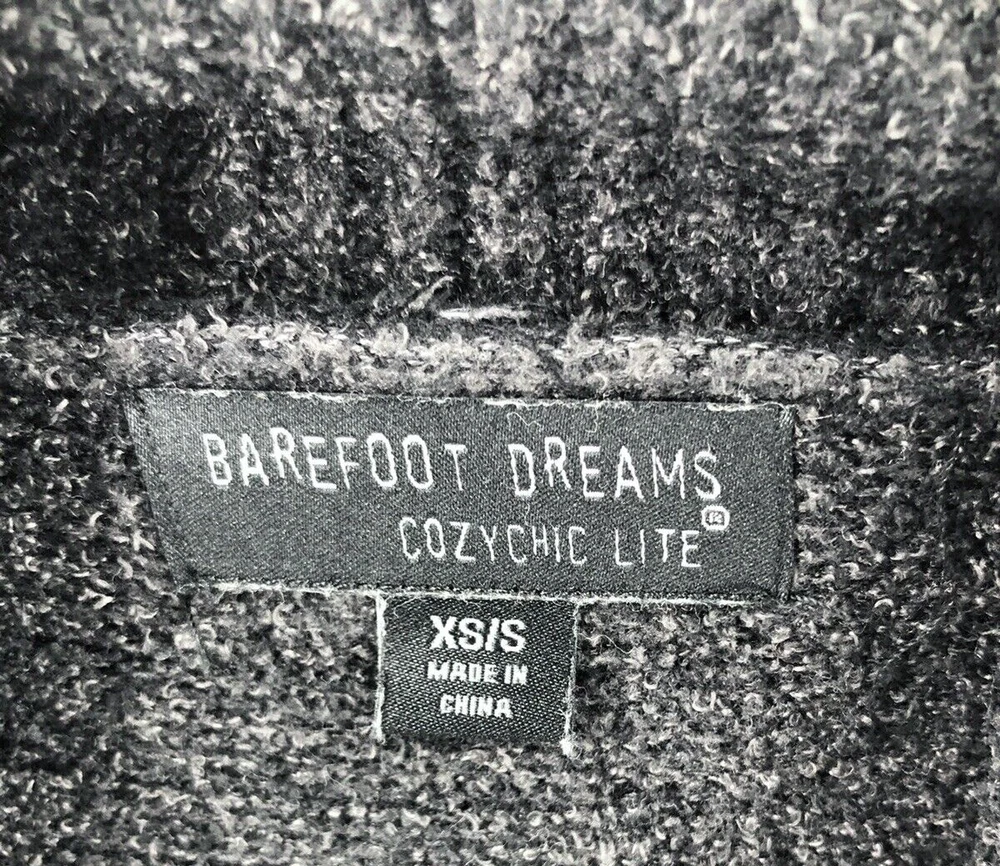 BAREFOOT DREAMS
®
COZYCHIC LITE
XS/S
MADE IN
CHINA